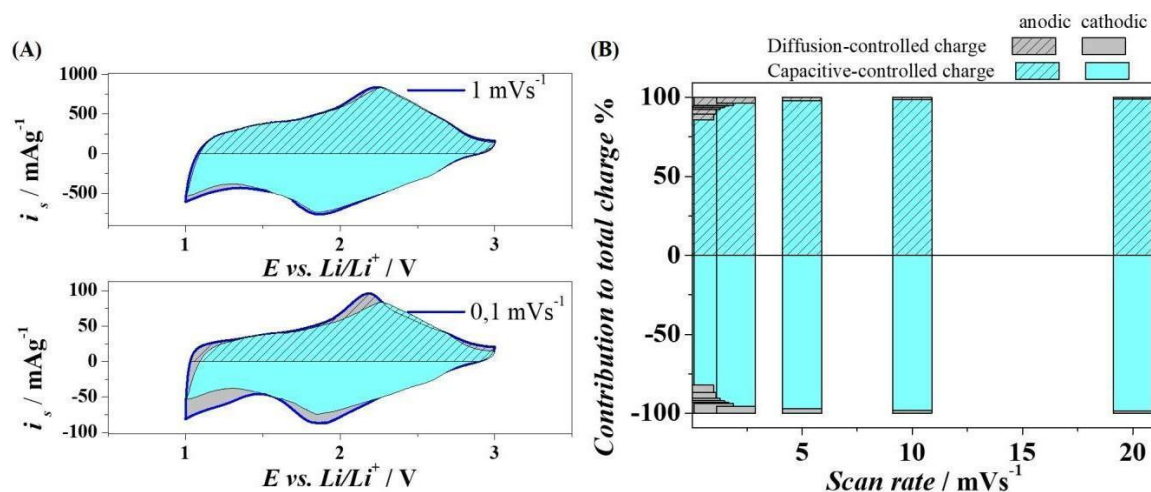 (A)
1000
500
0
-500
i s / mAg-1
1 mVs-1
1 2 3
E vs. Li/Li+ / V
100
50
0
-50
-100
i s / mAg-1
0,1 mVs-1
1 2 3
E vs. Li/Li+ / V
(B)
anodic cathodic
Diffusion-controlled charge
Capacitive-controlled charge
100
50
0
-50
-100
Contribution to total charge %
5 10 15 20
Scan rate / mVs-1